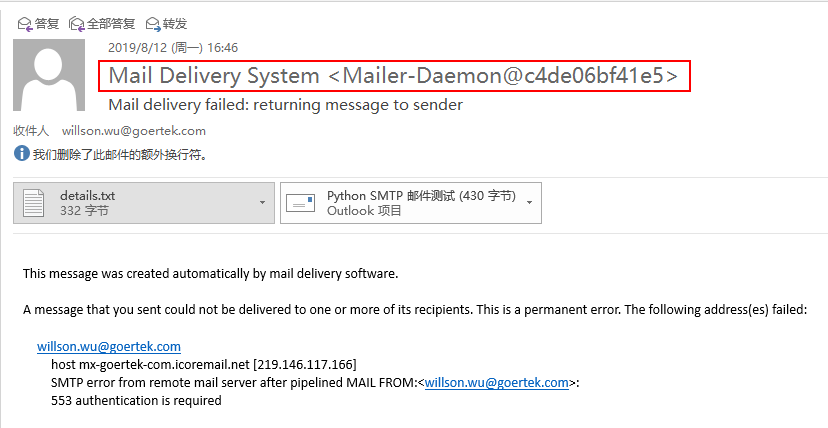 答复 全部答复 转发
2019/8/12 (周一) 16:46
Mail Delivery System <Mailer-Daemon@c4de06bf41e5>
Mail delivery failed: returning message to sender
收件人 willson.wu@goertek.com
我们删除了此邮件的额外换行符。
details.txt
332 字节
Python SMTP 邮件测试 (430 字节)
Outlook 项目
This message was created automatically by mail delivery software.
A message that you sent could not be delivered to one or more of its recipients. This is a permanent error. The following address(es) failed:
willson.wu@goertek.com
host mx-goertek-com.icoremail.net [219.146.117.166]
SMTP error from remote mail server after pipelined MAIL FROM:<willson.wu@goertek.com>:
553 authentication is required